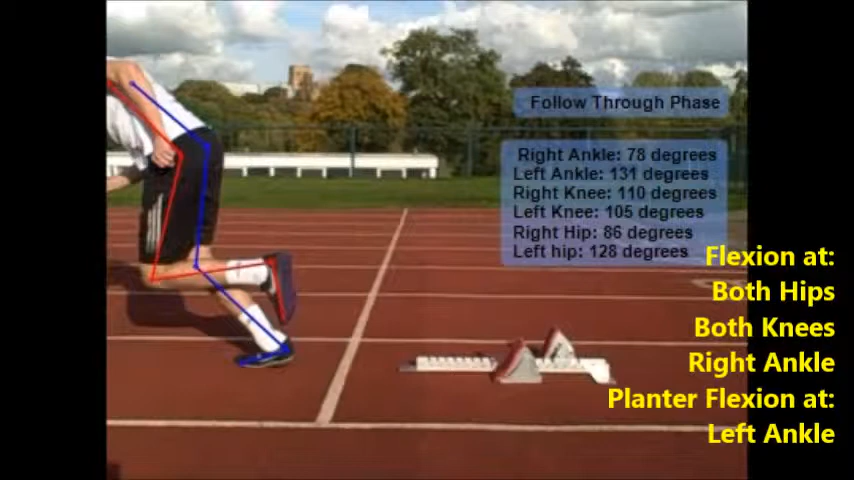 Follow Through Phase
Right Ankle: 78 degrees
Left Ankle: 131 degrees
Right Knee: 110 degrees
Left Knee: 105 degrees
Right Hip: 86 degrees
Left hip: 128 degrees
Flexion at:
Both Hips
Both Knees
Right Ankle
Planter Flexion at:
Left Ankle